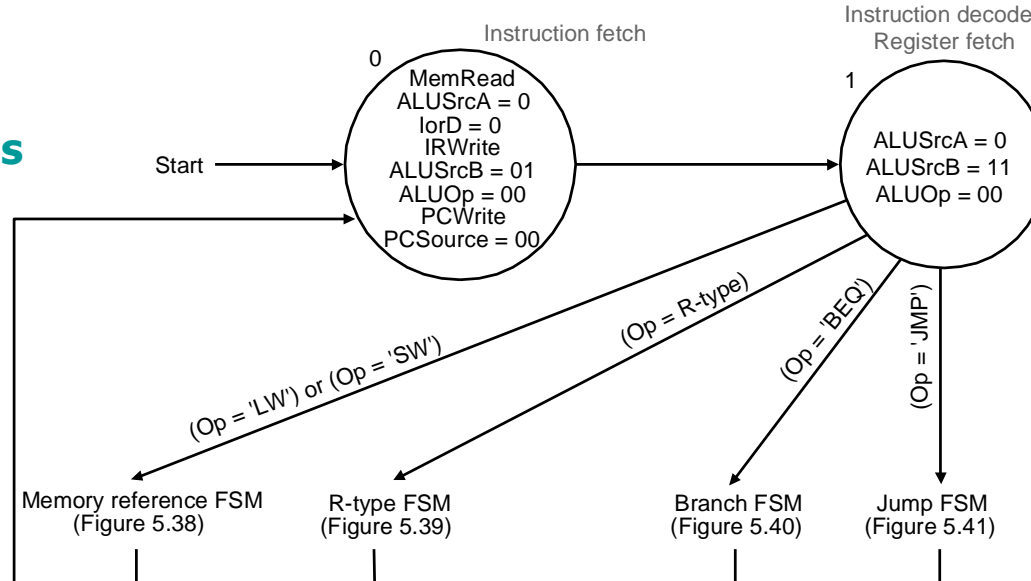 Instruction fetch
Instruction decode
Register fetch
0
1
MemRead
ALUSrcA = 0
IorD = 0
IRWrite
ALUSrcB = 01
ALUOp = 00
PCWrite
PCSource = 00
ALUSrcA = 0
ALUSrcB = 11
ALUOp = 00
s
Start
(Op = 'LW') or (Op = 'SW')
(Op = R-type)
(Op = 'BEQ')
(Op = 'JMP')
Memory reference FSM
(Figure 5.38)
R-type FSM
(Figure 5.39)
Branch FSM
(Figure 5.40)
Jump FSM
(Figure 5.41)